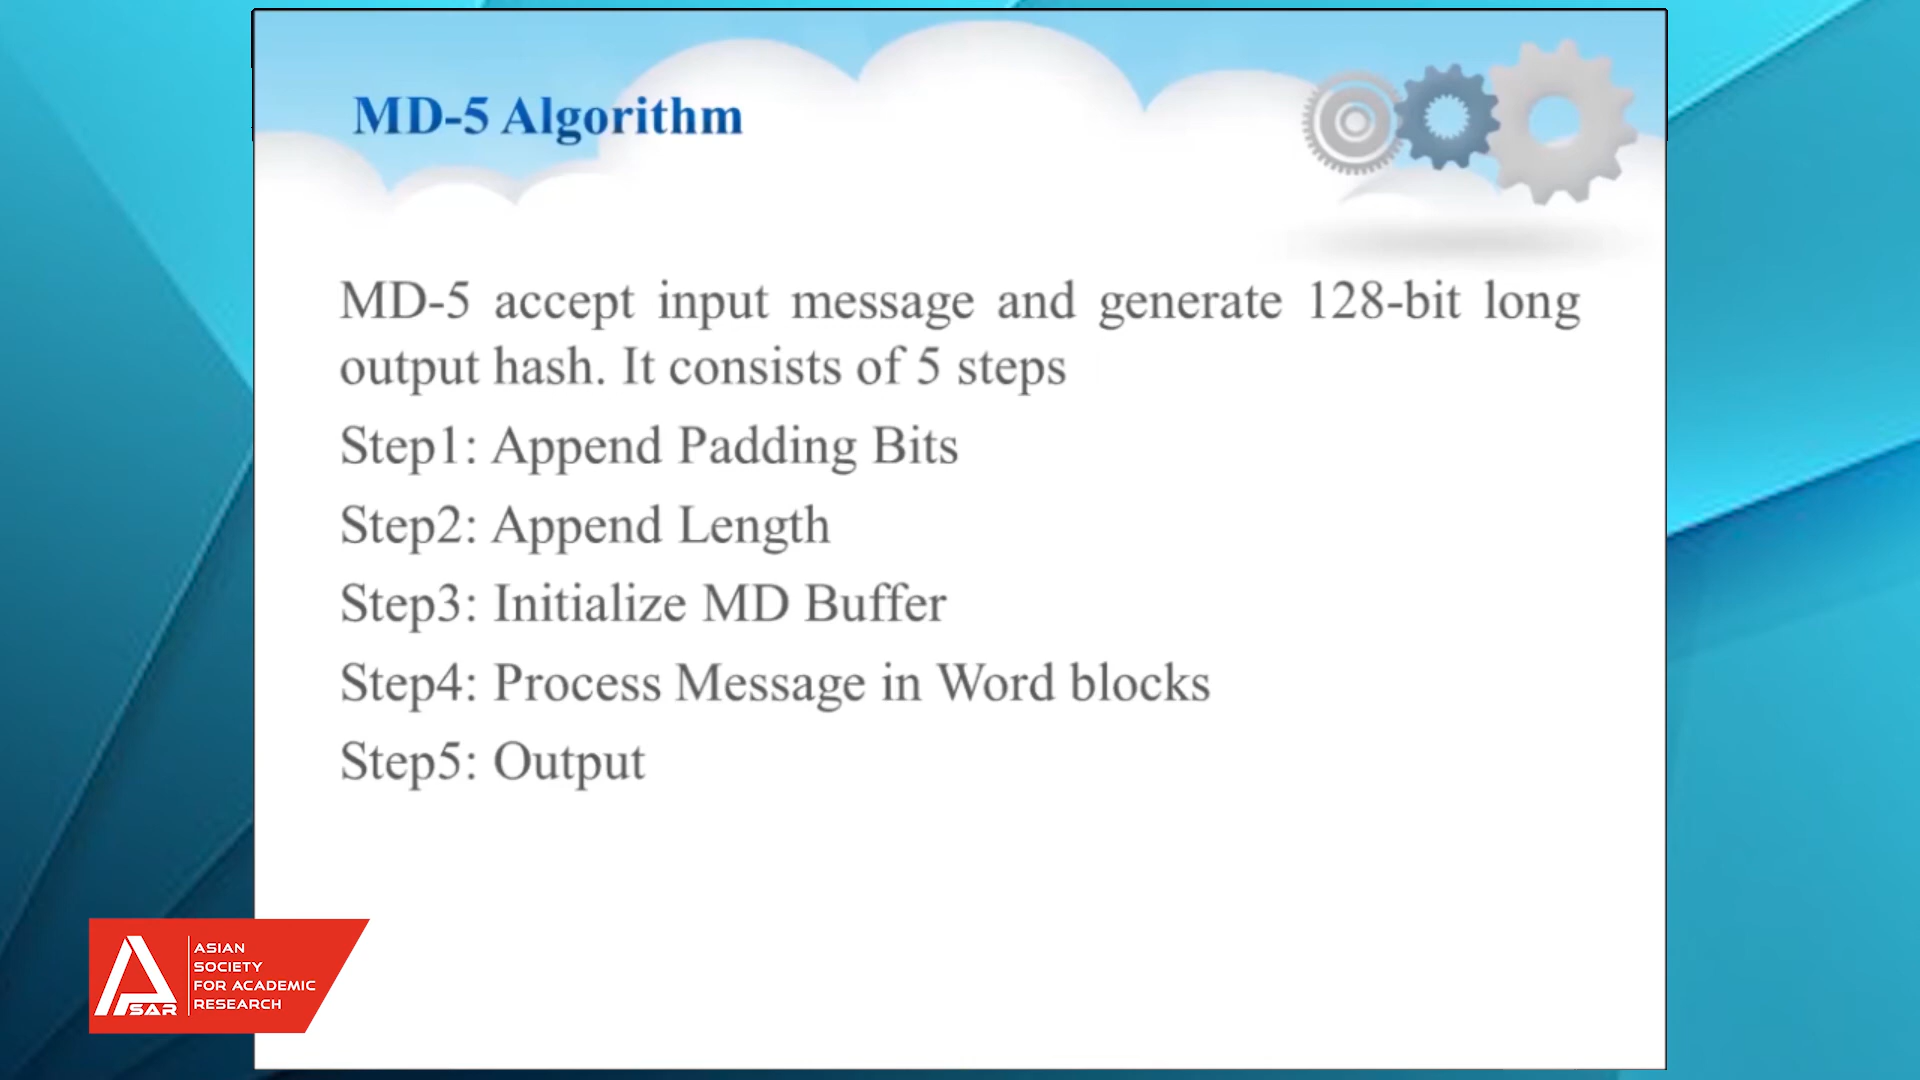 MD-5 Algorithm
MD-5 accept input message and generate 128-bit long
output hash. It consists of 5 steps
Step1: Append Padding Bits
Step2: Append Length
Step3: Initialize MD Buffer
Step4: Process Message in Word blocks
Step5: Output
ASAR
ASIAN
SOCIETY
FOR ACADEMIC
RESEARCH